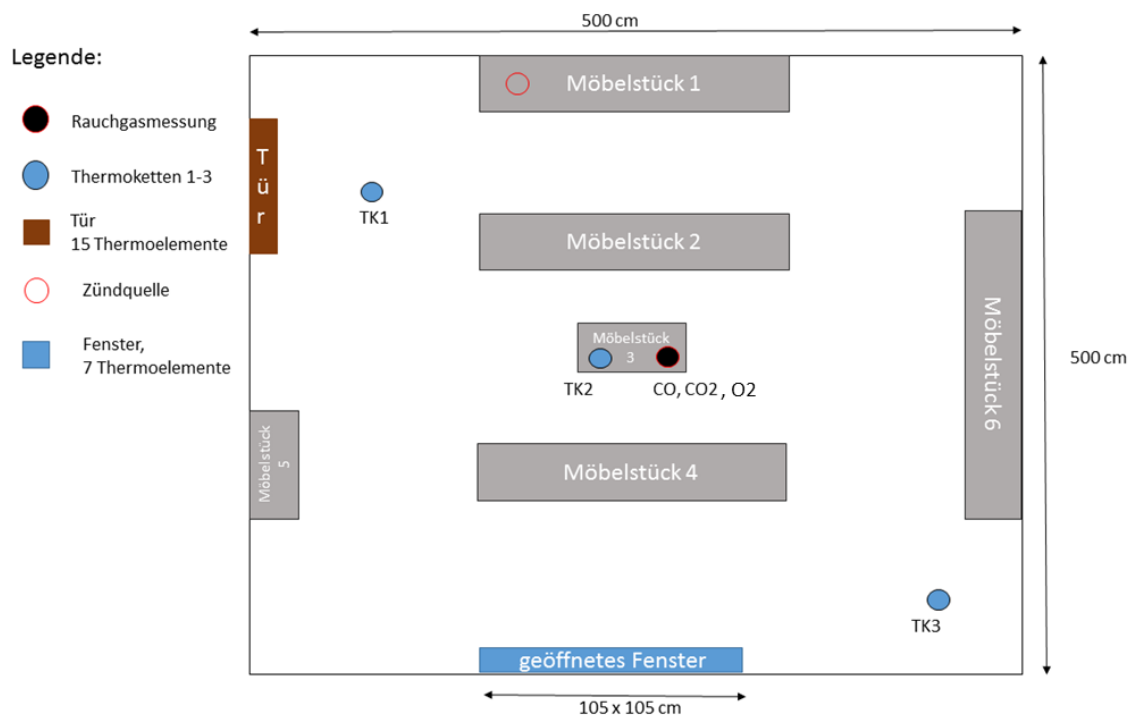 500 cm
Legende:
Rauchgasmessung
Thermoketten 1-3
Tür
15 Thermoelemente
Zündquelle
Fenster,
7 Thermoelemente
Möbelstück 1
Tür
TK1
Möbelstück 2
Möbelstück
3
TK2
CO, CO2 , O2
Möbelstück 6
500 cm
Möbelstück
5
Möbelstück 4
TK3
geöffnetes Fenster
105 x 105 cm